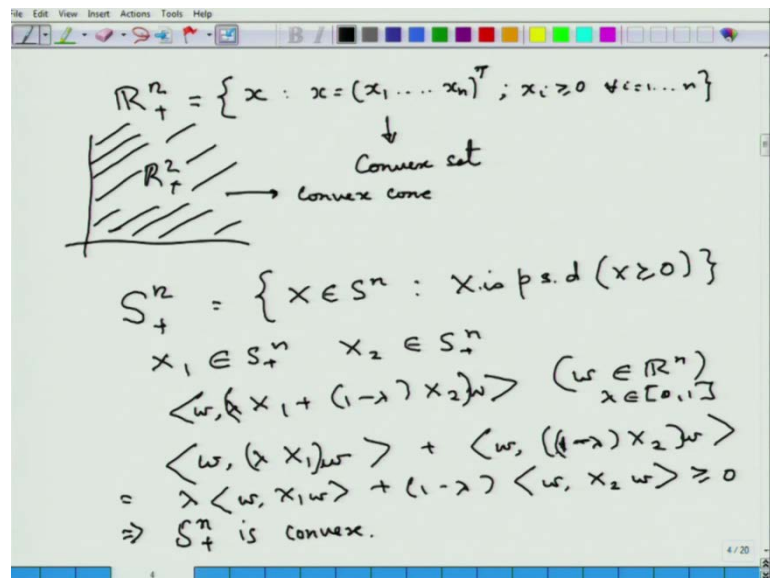 File Edit View Insert Actions Tools Help
B I
ℝⁿ₊ = { x : x = (x₁ .... xₙ)ᵀ ; xᵢ ≥ 0 ∀ i = 1 ... n }
↓
Convex set
ℝ²₊ → Convex cone
Sⁿ₊ = { X ∈ Sⁿ : X is p s.d (X ≥ 0) }
X₁ ∈ Sⁿ₊ X₂ ∈ Sⁿ₊
<w, (λ X₁ + (1-λ) X₂)w> (w ∈ ℝⁿ)
λ ∈ [0,1]
<w, (λ X₁)w> + <w, ((1-λ) X₂)w>
= λ <w, X₁w> + (1-λ) <w, X₂ w> ≥ 0
⇒ Sⁿ₊ is convex.
4 / 20
4